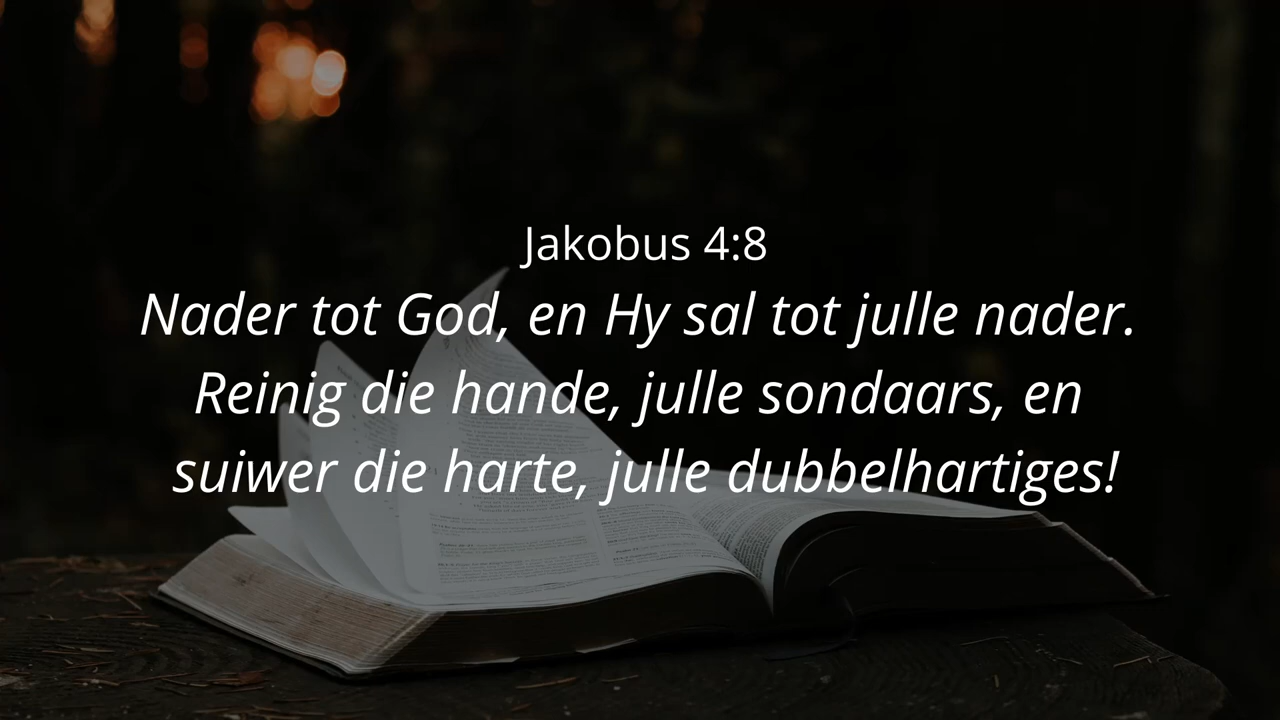 Jakobus 4:8
Nader tot God, en Hy sal tot julle nader.
Reinig die hande, julle sondaars, en
suiwer die harte, julle dubbelhartiges!